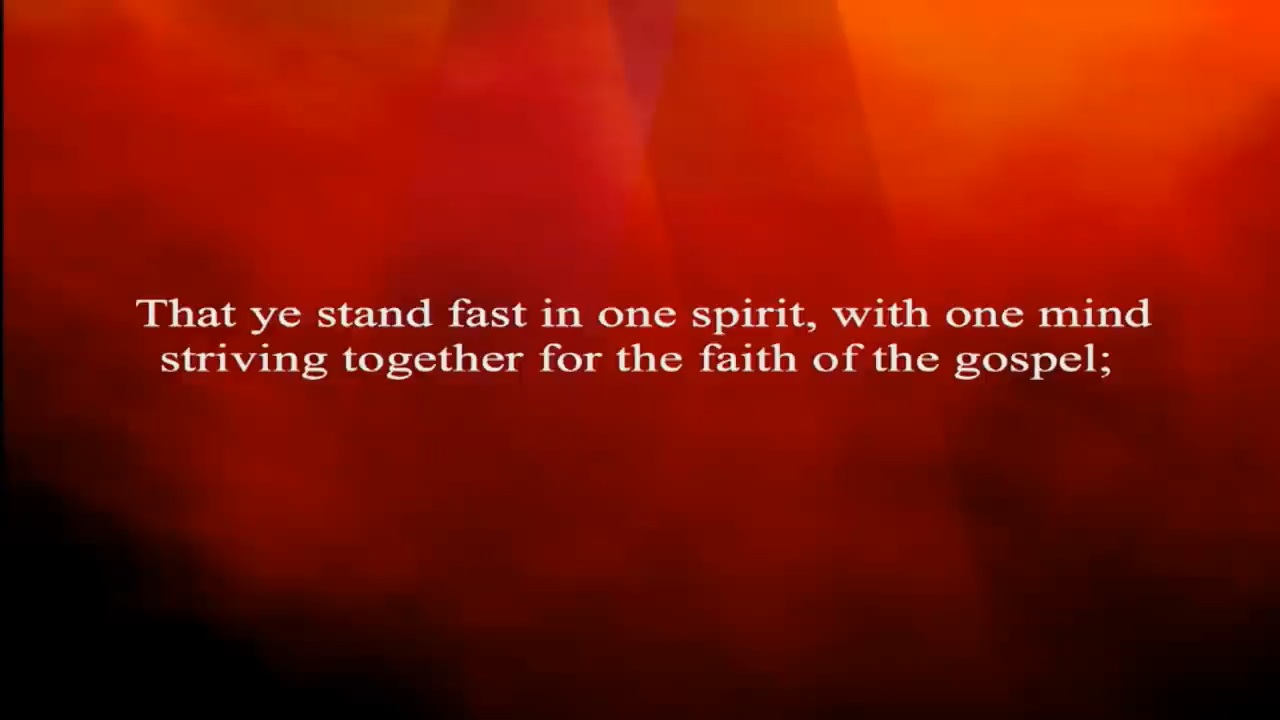 That ye stand fast in one spirit, with one mind
striving together for the faith of the gospel;